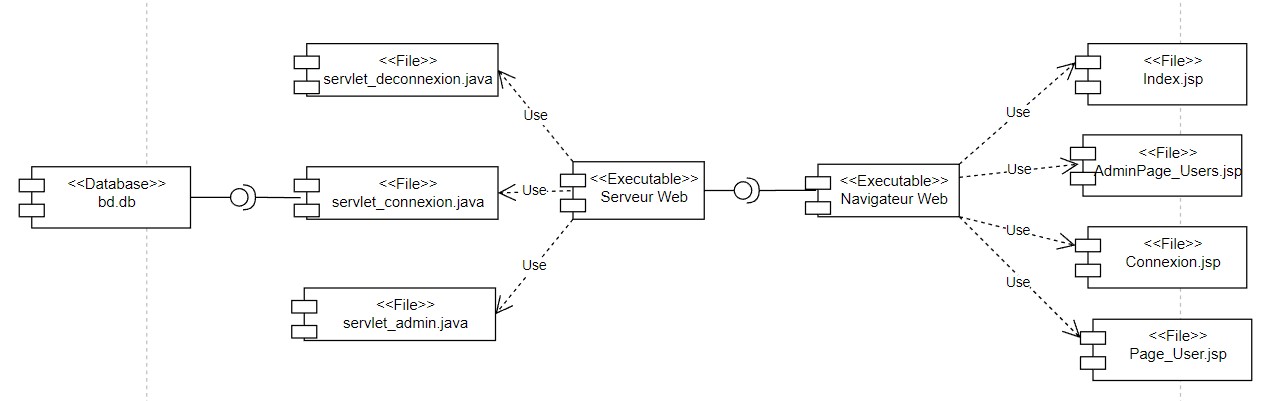 <<File>>
servlet_deconnexion.java
Use
<<Database>>
bd.db
<<File>>
servlet_connexion.java
Use
<<Executable>>
Serveur Web
Use
<<File>>
servlet_admin.java
<<Executable>>
Navigateur Web
Use
<<File>>
Index.jsp
Use
<<File>>
AdminPage_Users.jsp
Use
<<File>>
Connexion.jsp
Use
<<File>>
Page_User.jsp